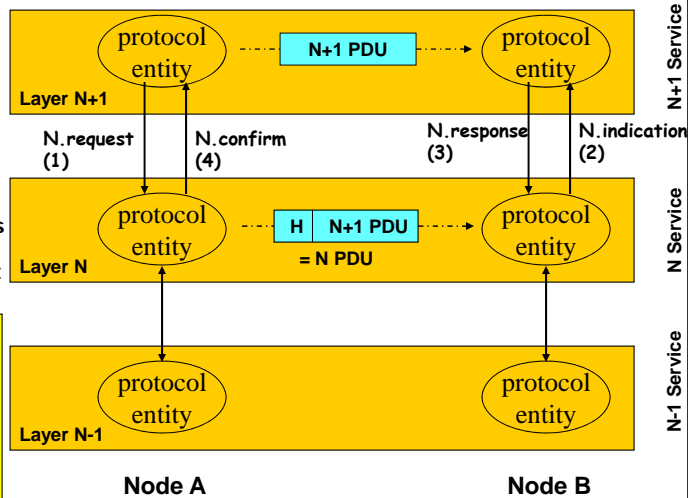 protocol
entity
N+1 PDU
protocol
entity
Layer N+1
N+1 Service
N.request
(1)
N.confirm
(4)
N.response
(3)
N.indication
(2)
protocol
entity
H N+1 PDU
= N PDU
protocol
entity
s
Layer N
N Service
protocol
entity
protocol
entity
Layer N-1
N-1 Service
Node A
Node B